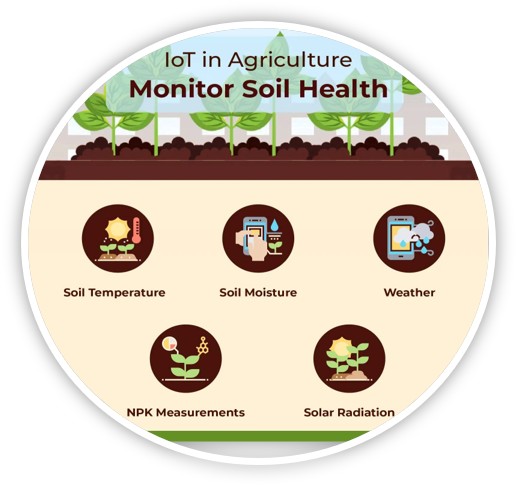 IoT in Agriculture
Monitor Soil Health
Soil Temperature
Soil Moisture
Weather
NPK Measurements
Solar Radiation